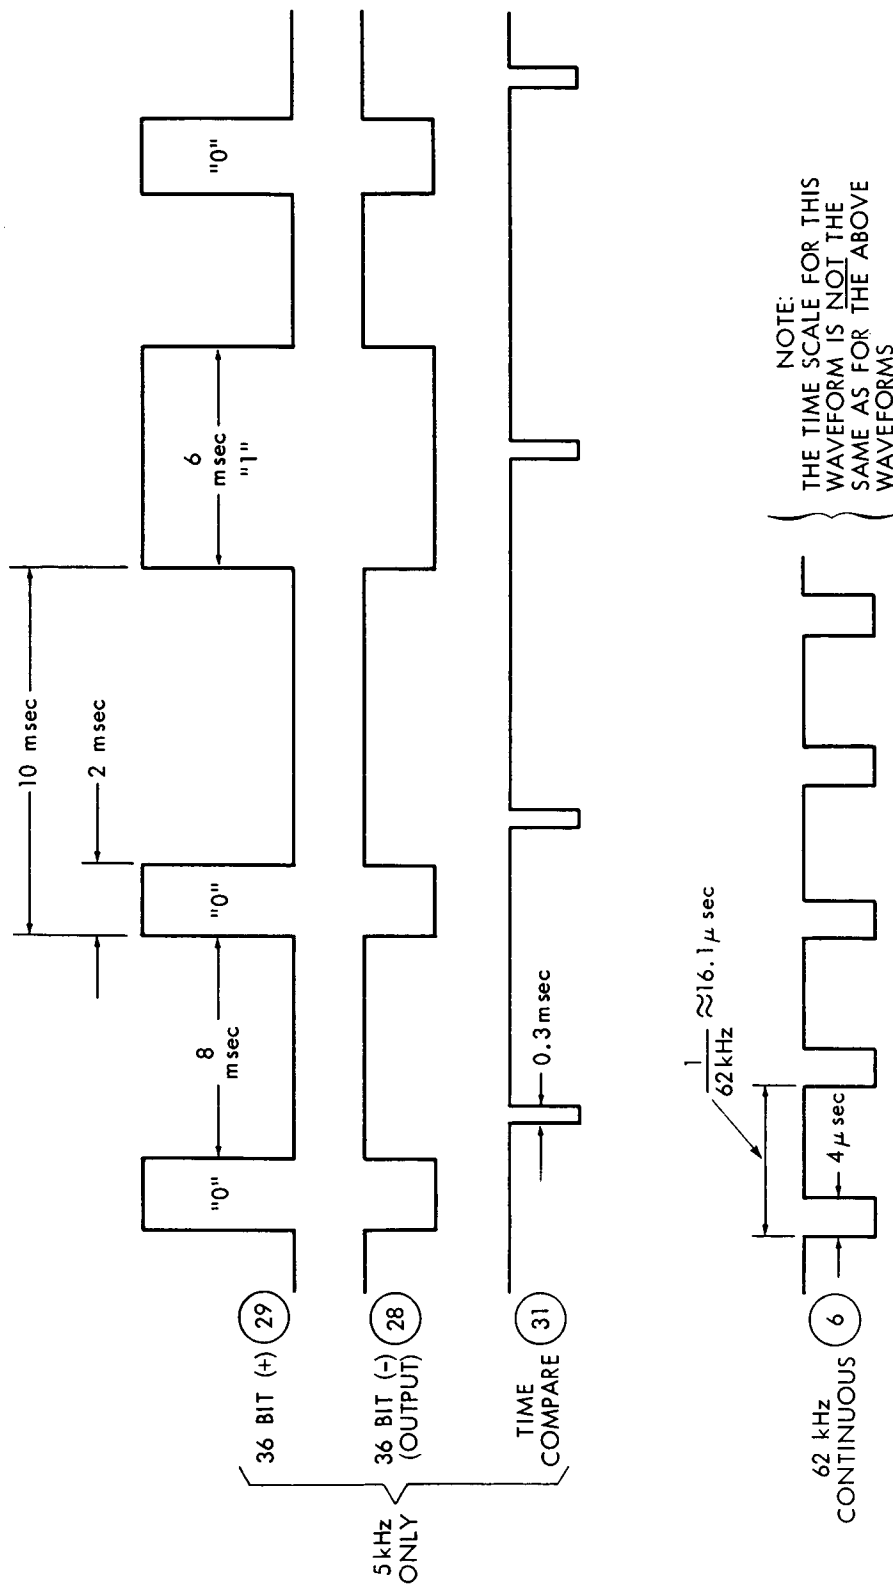 10 msec
2 msec
36 BIT (+) 29
"0"
8
msec
"0"
6
msec
"1"
"0"
36 BIT (-) 28
(OUTPUT)
5 kHz
ONLY
TIME
COMPARE 31
0.3 msec
1
62 kHz
≈16.1 μ sec
62 kHz
CONTINUOUS 6
4 μ sec
NOTE:
THE TIME SCALE FOR THIS
WAVEFORM IS NOT THE
SAME AS FOR THE ABOVE
WAVEFORMS